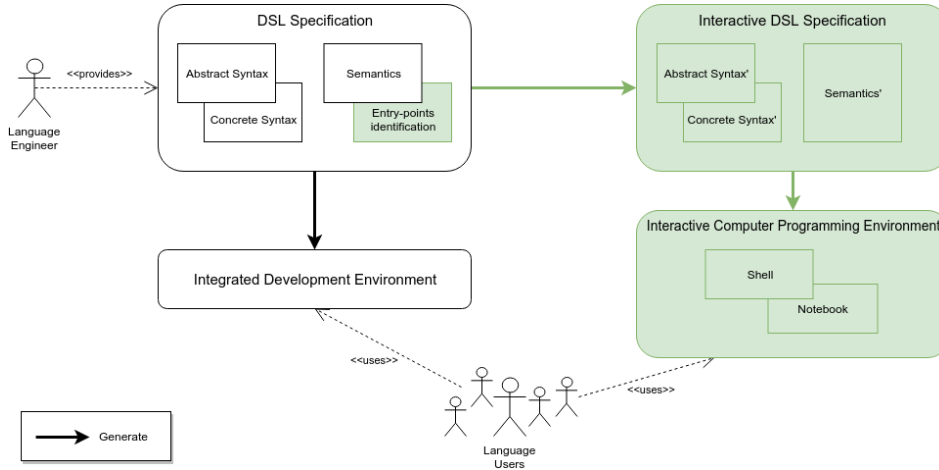 DSL Specification
Interactive DSL Specification
Abstract Syntax
Semantics
Concrete Syntax
Entry-points
identification
<<provides>>
Language
Engineer
Abstract Syntax'
Concrete Syntax'
Semantics'
Integrated Development Environment
Interactive Computer Programming Environment
Shell
Notebook
<<uses>>
<<uses>>
Language
Users
Generate